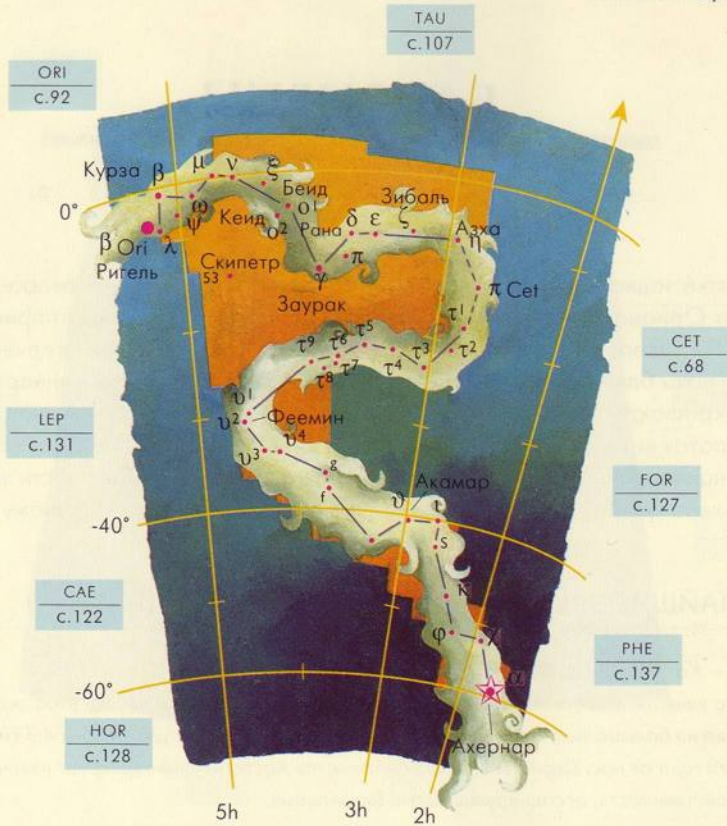 TAU
с.107
ORI
с.92
Курза
β
μ
ν
ξ
Беид
ο¹
Зибаль
0°
ω
ψ
Кеид
ο²
Рана
δ
ε
ζ
Азха
η
β
Ori
λ
Ригель
Скипетр
53
γ
π
π Cet
Заурак
τ¹
τ⁹
τ⁶
τ⁵
τ⁸
τ⁷
τ⁴
τ³
τ²
CET
с.68
υ¹
υ²
Феемин
LEP
с.131
υ³
υ⁴
g
f
Акамар
FOR
с.127
ϑ
ι
-40°
s
CAE
с.122
κ
φ
χ
PHE
с.137
α
-60°
HOR
с.128
Ахернар
5h
3h
2h